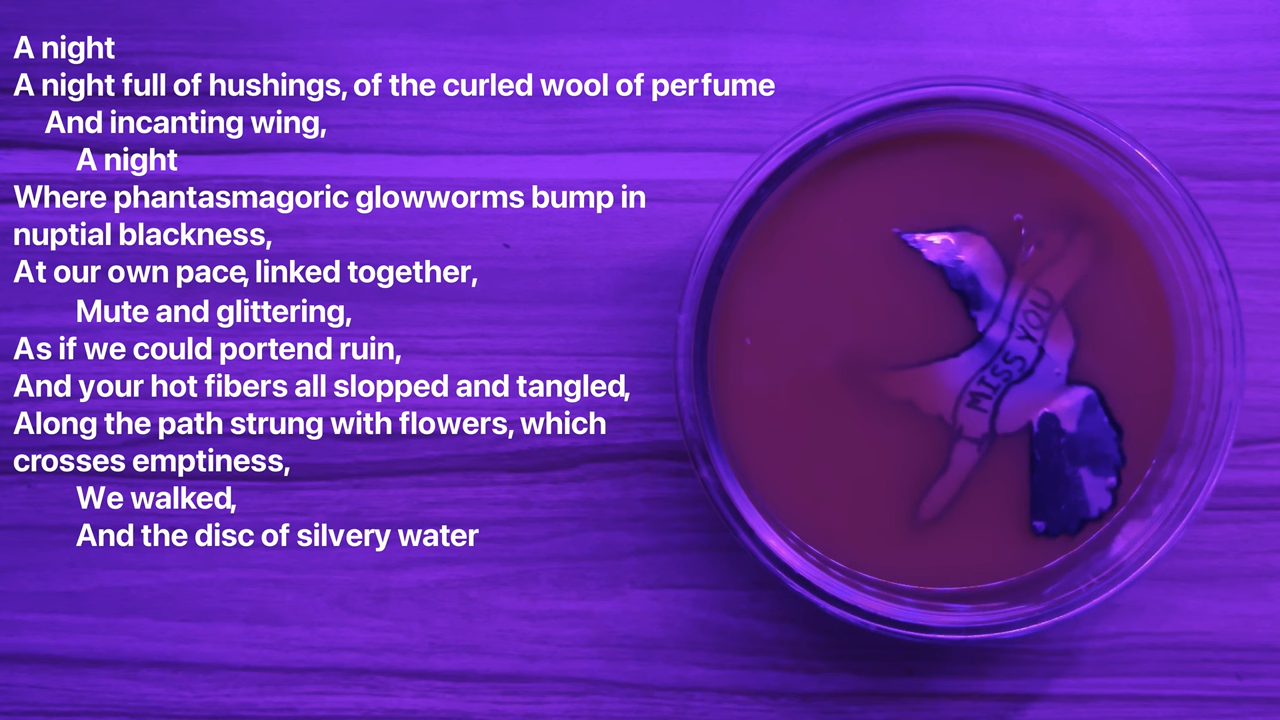 A night
A night full of hushings, of the curled wool of perfume
And incanting wing,
A night
Where phantasmagoric glowworms bump in
nuptial blackness,
At our own pace, linked together,
Mute and glittering,
As if we could portend ruin,
And your hot fibers all slopped and tangled,
Along the path strung with flowers, which
crosses emptiness,
We walked,
And the disc of silvery water
MISS YOU